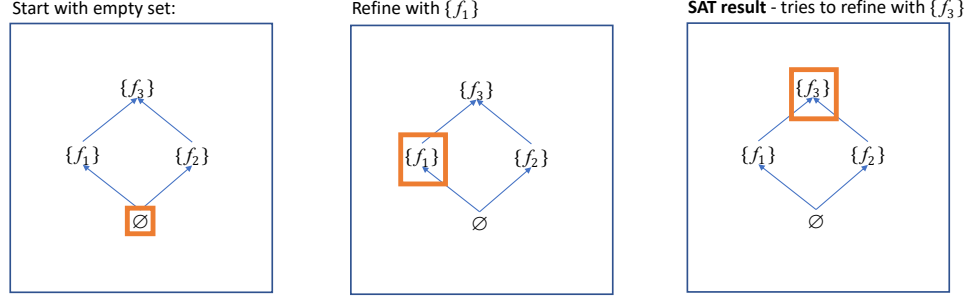 Start with empty set:
{f₃}
{f₁} {f₂}
∅
Refine with {f₁}
{f₃}
{f₁} {f₂}
∅
SAT result - tries to refine with {f₃}
{f₃}
{f₁} {f₂}
∅